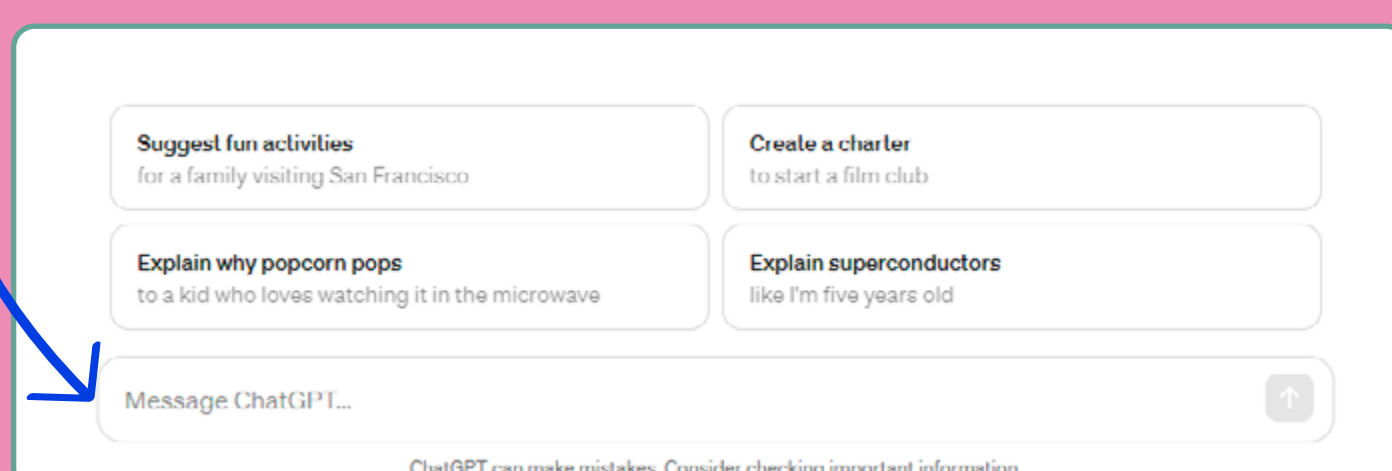 Suggest fun activities
for a family visiting San Francisco
Create a charter
to start a film club
Explain why popcorn pops
to a kid who loves watching it in the microwave
Explain superconductors
like I'm five years old
Message ChatGPT...
ChatGPT can make mistakes. Consider checking important information.